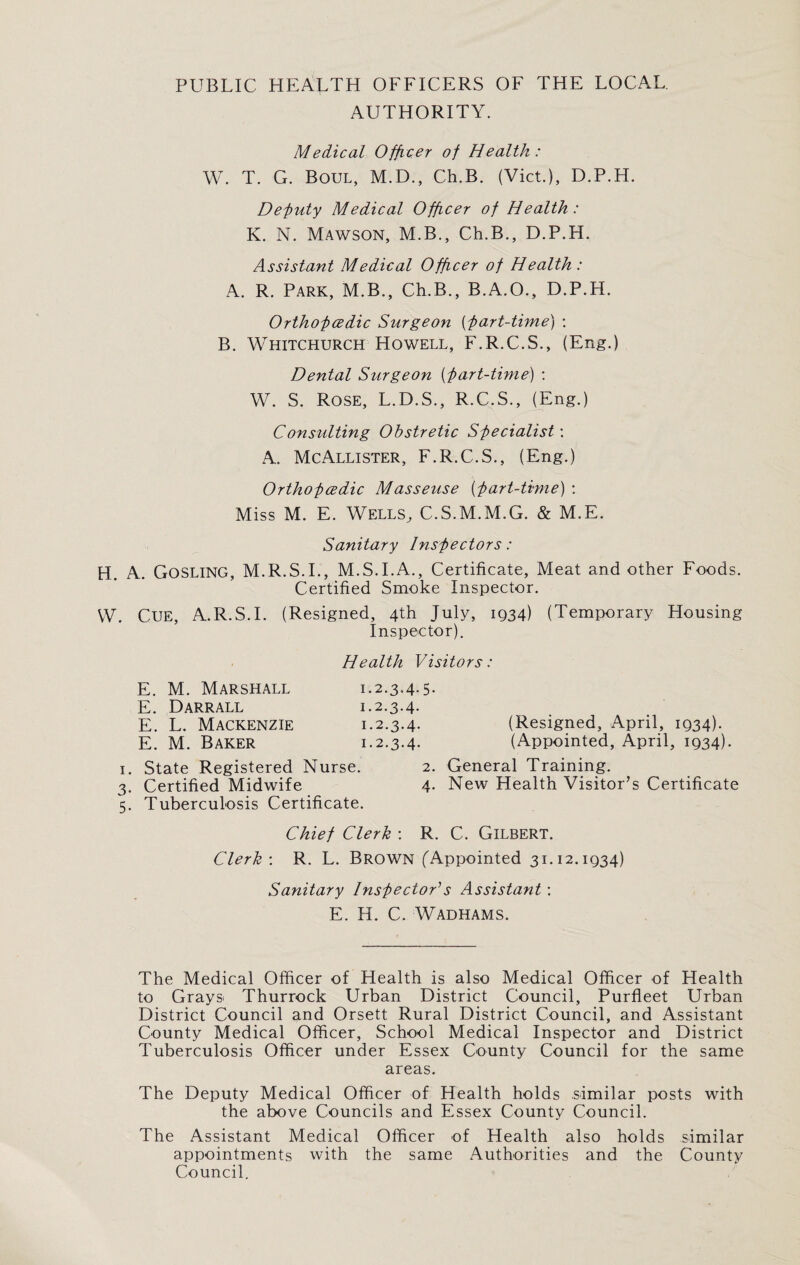 PUBLIC HEALTH OFFICERS OF THE LOCAL.
AUTHORITY.
Medical Officer of Health :
W. T. G. BOUL, M.D., Ch.B. (Vict.), D.P.H.
Deputy Medical Officer of Health :
K. N. MAWSON, M.B., Ch.B., D.P.H.
Assistant Medical Officer of Health :
A. R. PARK, M.B., Ch.B., B.A.O., D.P.H.
Orthopædic Surgeon (part-time) :
B. WHITCHURCH HOWELL, F.R.C.S., (Eng.)
Dental Surgeon (part-time) :
W. S. ROSE, L.D.S., R.C.S., (Eng.)
Consulting Obstretic Specialist :
A. MCALLISTER, F.R.C.S., (Eng.)
Orthopædic Masseuse (part-time) :
Miss M. E. WELLS, C.S.M.M.G. & M.E.
Sanitary Inspectors :
H. A. GOSLING, M.R.S.I., M.S.I.A., Certificate, Meat and other Foods.
Certified Smoke Inspector.
W. CUE, A.R.S.I. (Resigned, 4th July, 1934) (Temporary Housing
Inspector).
Health Visitors :
E. M. MARSHALL 1.2.3.4.5.
E. DARRALL 1.2.3.4.
E. L. MACKENZIE 1.2.3.4. (Resigned, April, 1934).
E. M. BAKER 1.2.3.4. (Appointed, April, 1934).
1. State Registered Nurse. 2. General Training.
3. Certified Midwife 4. New Health Visitor's Certificate
5. Tuberculosis Certificate.
Chief Clerk : R. C. GILBERT.
Clerk : R. L. BROWN (Appointed 31.12.1934)
Sanitary Inspector's Assistant :
E. H. C. WADHAMS.
The Medical Officer of Health is also Medical Officer of Health
to Grays Thurrock Urban District Council, Purfleet Urban
District Council and Orsett Rural District Council, and Assistant
County Medical Officer, School Medical Inspector and District
Tuberculosis Officer under Essex County Council for the same
areas.
The Deputy Medical Officer of Health holds similar posts with
the above Councils and Essex County Council.
The Assistant Medical Officer of Health also holds similar
appointments with the same Authorities and the County
Council.